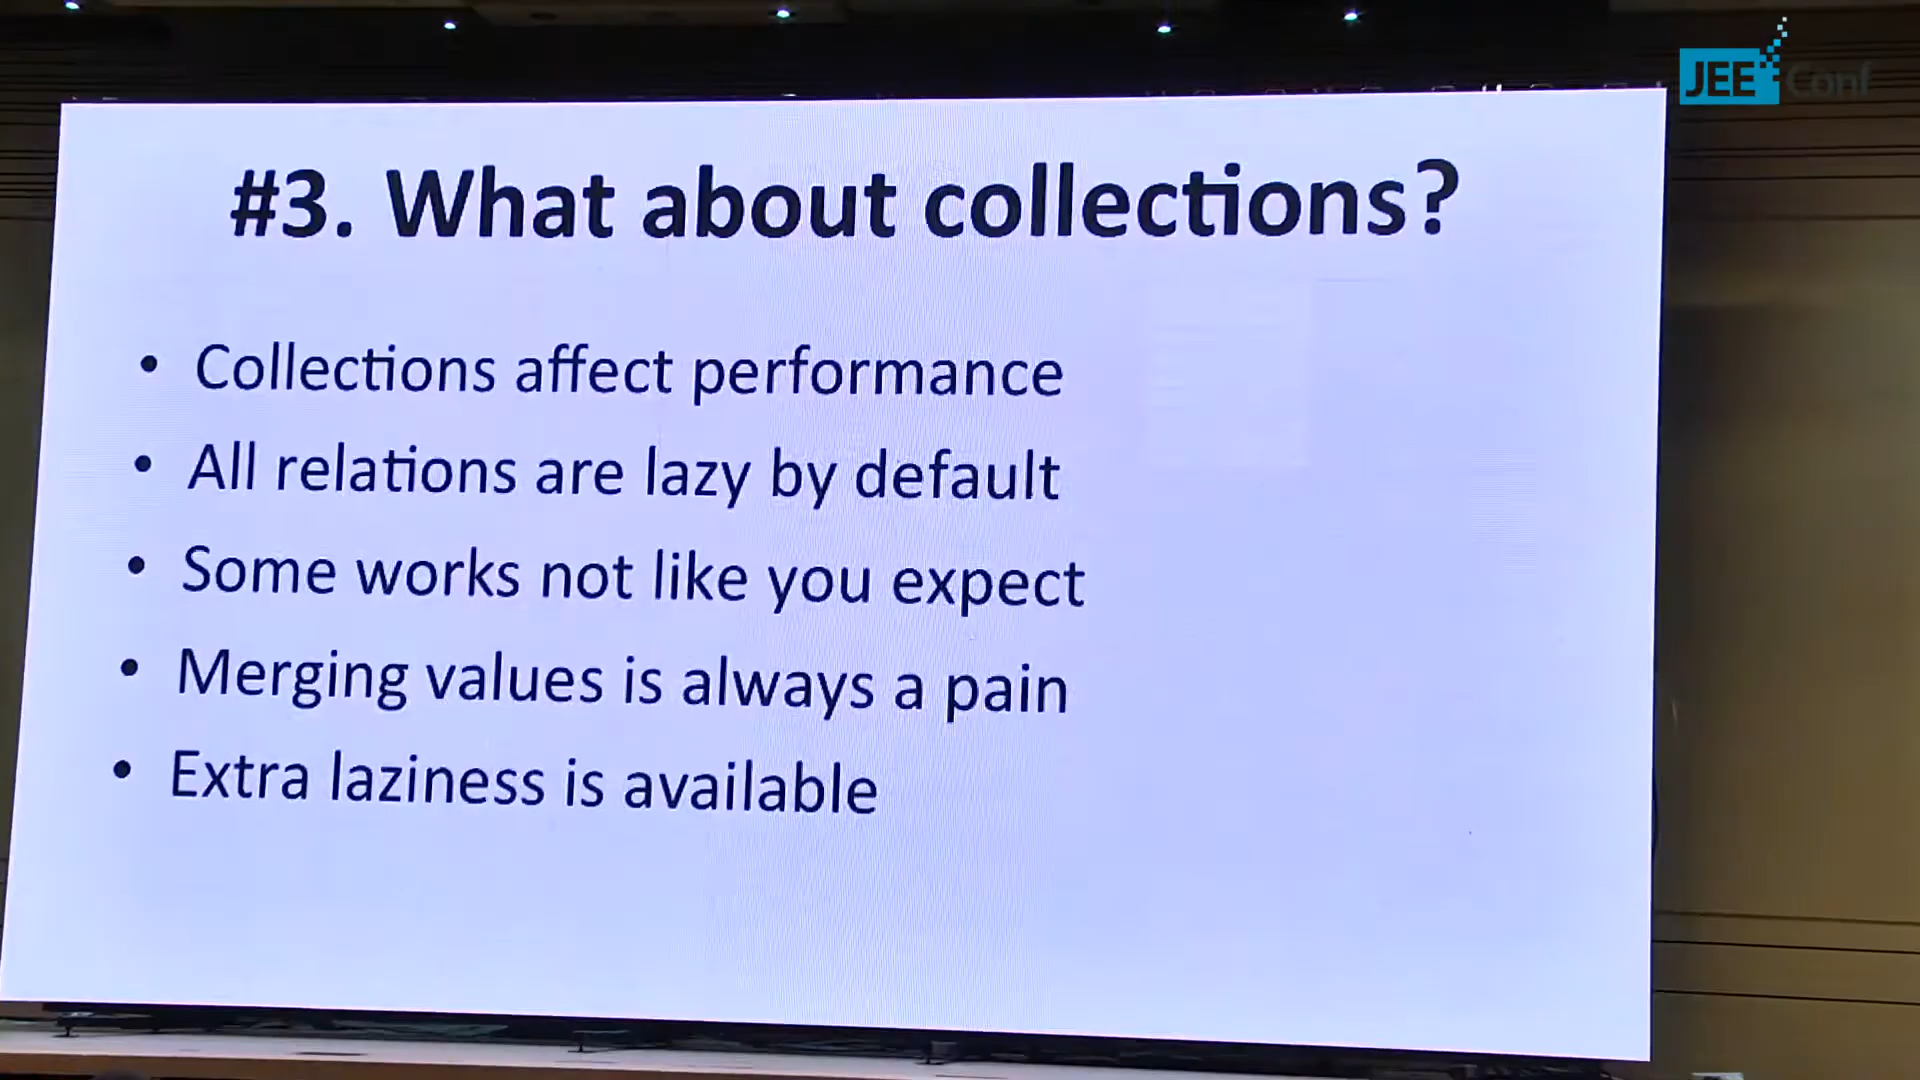 JEE Conf
#3. What about collections?
• Collections affect performance
• All relations are lazy by default
• Some works not like you expect
• Merging values is always a pain
• Extra laziness is available